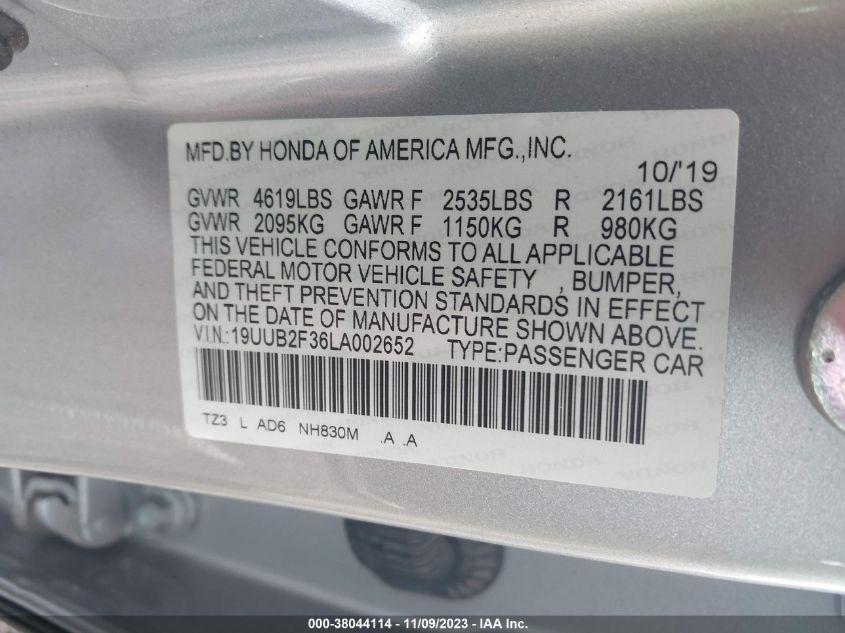 MFD.BY HONDA OF AMERICA MFG.,INC.
10/'19
GVWR 4619LBS GAWR F 2535LBS R 2161LBS
GVWR 2095KG GAWR F 1150KG R 980KG
THIS VEHICLE CONFORMS TO ALL APPLICABLE
FEDERAL MOTOR VEHICLE SAFETY , BUMPER,
AND THEFT PREVENTION STANDARDS IN EFFECT
ON THE DATE OF MANUFACTURE SHOWN ABOVE.
V.I.N.:19UUB2F36LA002652 TYPE:PASSENGER CAR
TZ3 L AD6 NH830M .A .A
000-38044114 - 11/09/2023 - IAA Inc.